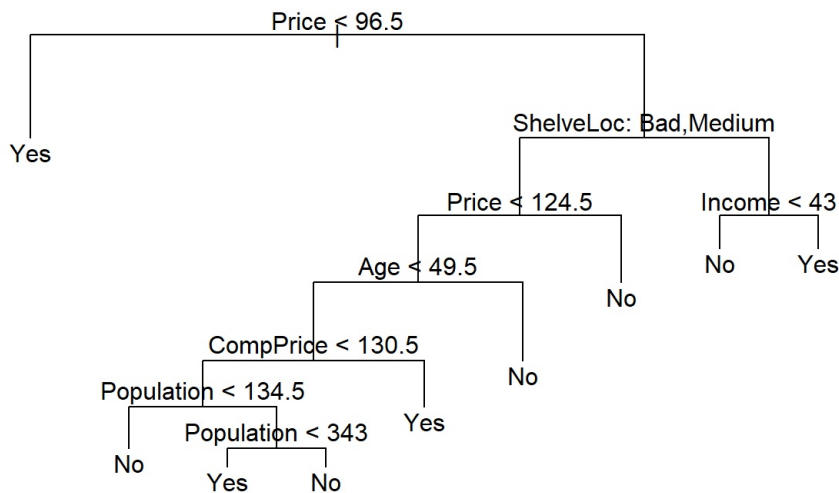 Price < 96.5
ShelveLoc: Bad,Medium
Yes
Price < 124.5
Income < 43
Age < 49.5
No
Yes
No
CompPrice < 130.5
No
Population < 134.5
Yes
Population < 343
No
Yes
No